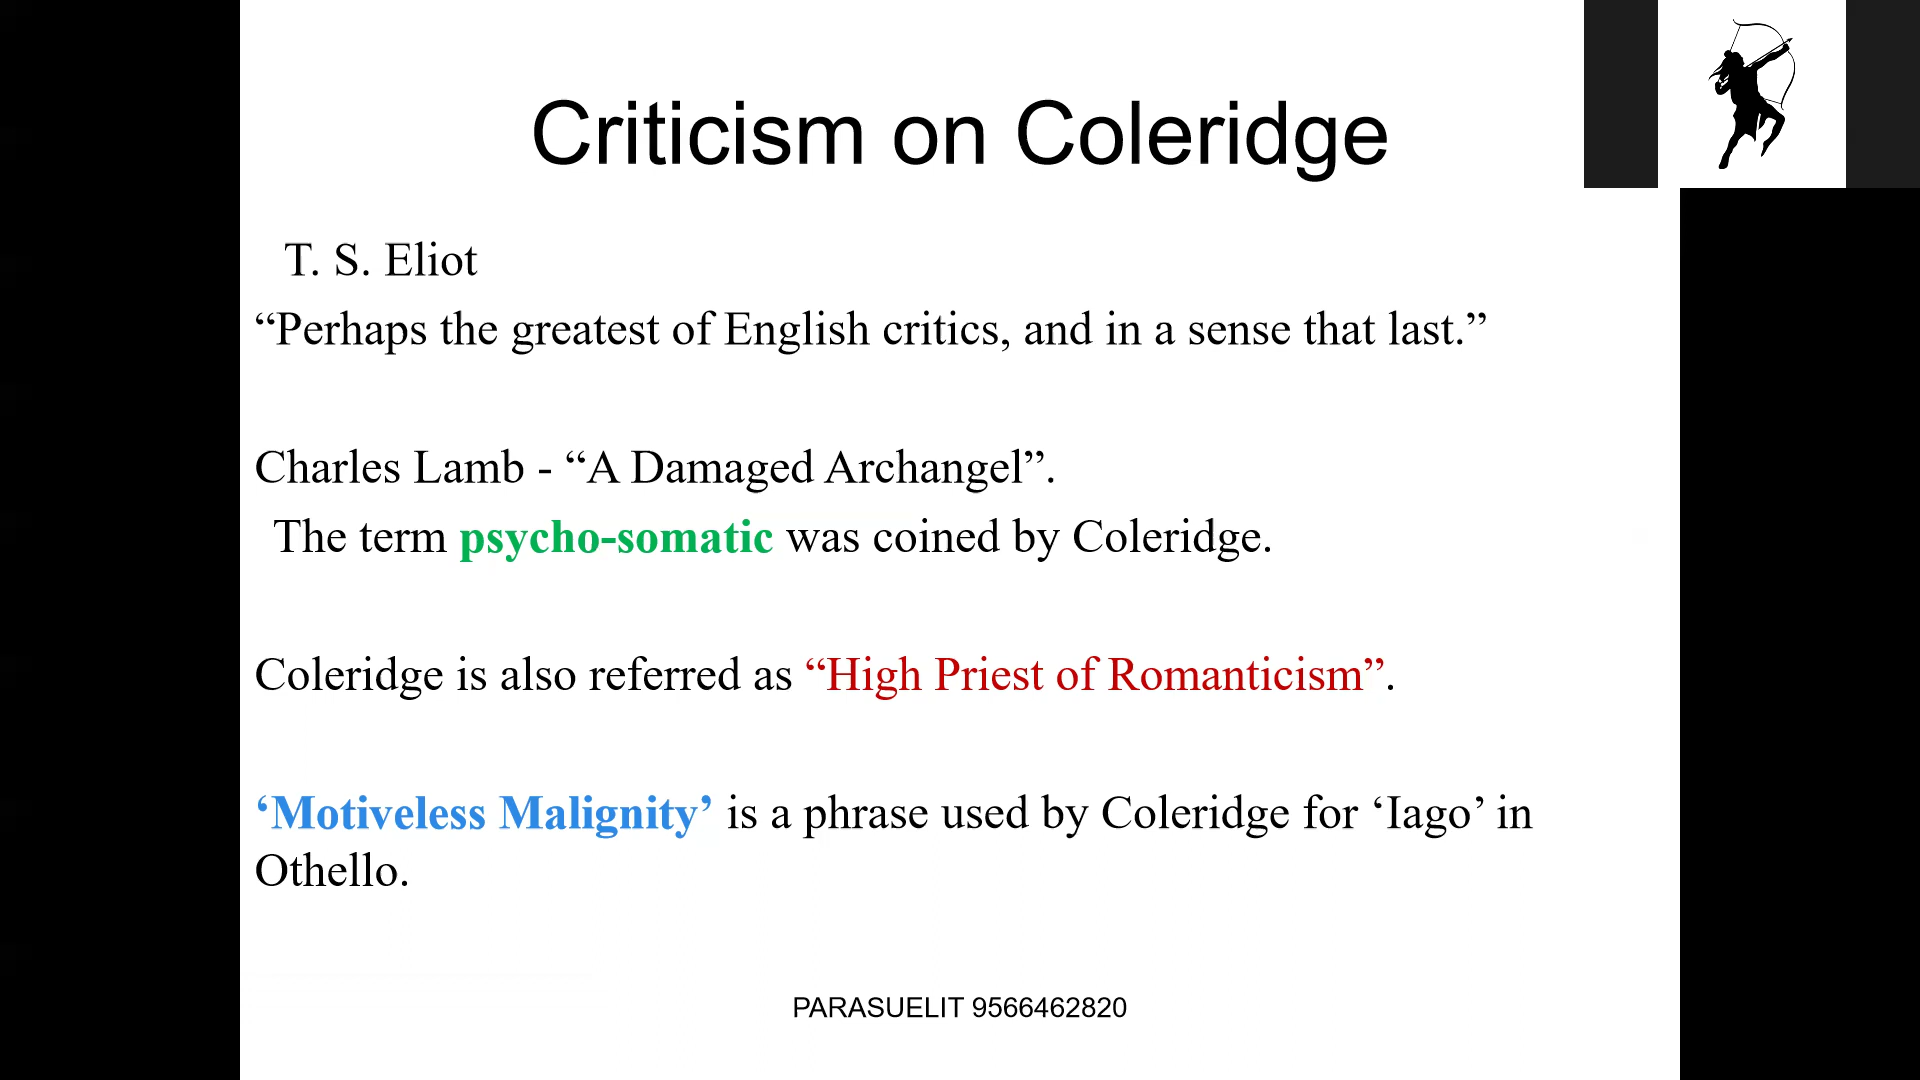 Criticism on Coleridge
T. S. Eliot
“Perhaps the greatest of English critics, and in a sense that last.”
Charles Lamb - “A Damaged Archangel”.
The term psycho-somatic was coined by Coleridge.
Coleridge is also referred as “High Priest of Romanticism”.
‘Motiveless Malignity’ is a phrase used by Coleridge for ‘Iago’ in
Othello.
PARASUELIT 9566462820